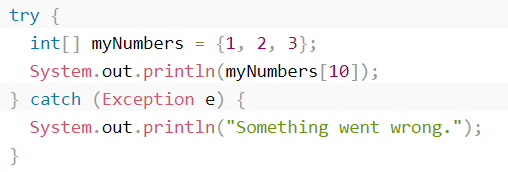 try {
  int[] myNumbers = {1, 2, 3};
  System.out.println(myNumbers[10]);
} catch (Exception e) {
  System.out.println("Something went wrong.");
}